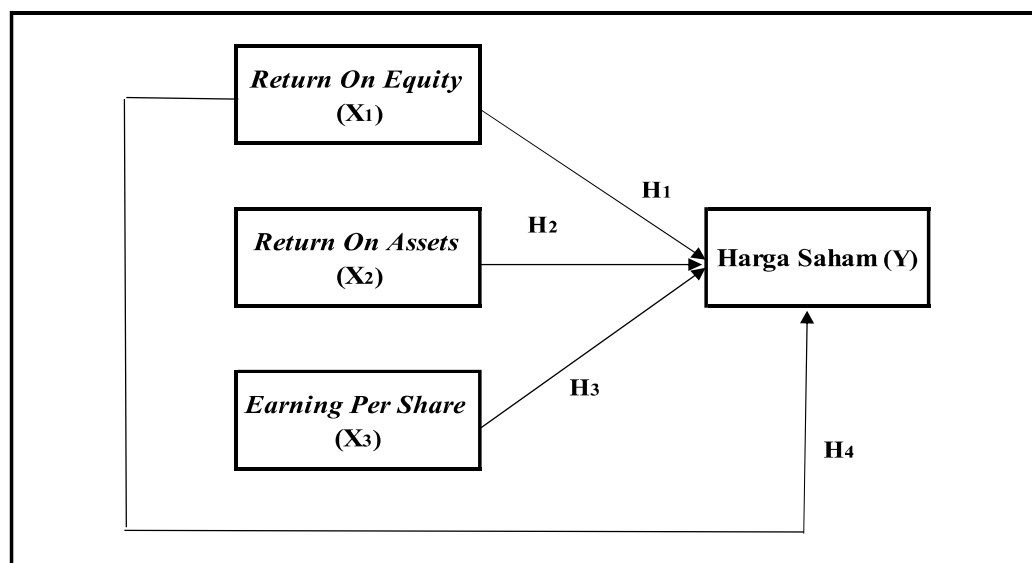 Return On Equity
(X1)
H1
Return On Assets
(X2)
H2
Harga Saham (Y)
Earning Per Share
(X3)
H3
H4